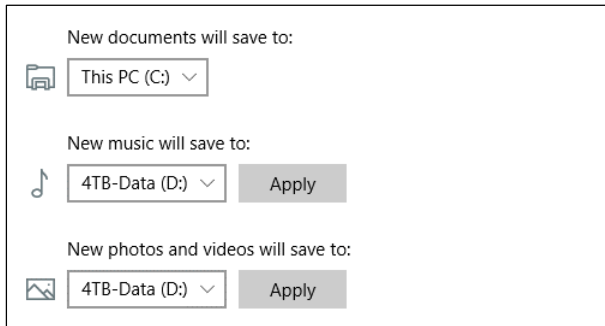 New documents will save to:
This PC (C:)
New music will save to:
4TB-Data (D:)
Apply
New photos and videos will save to:
4TB-Data (D:)
Apply